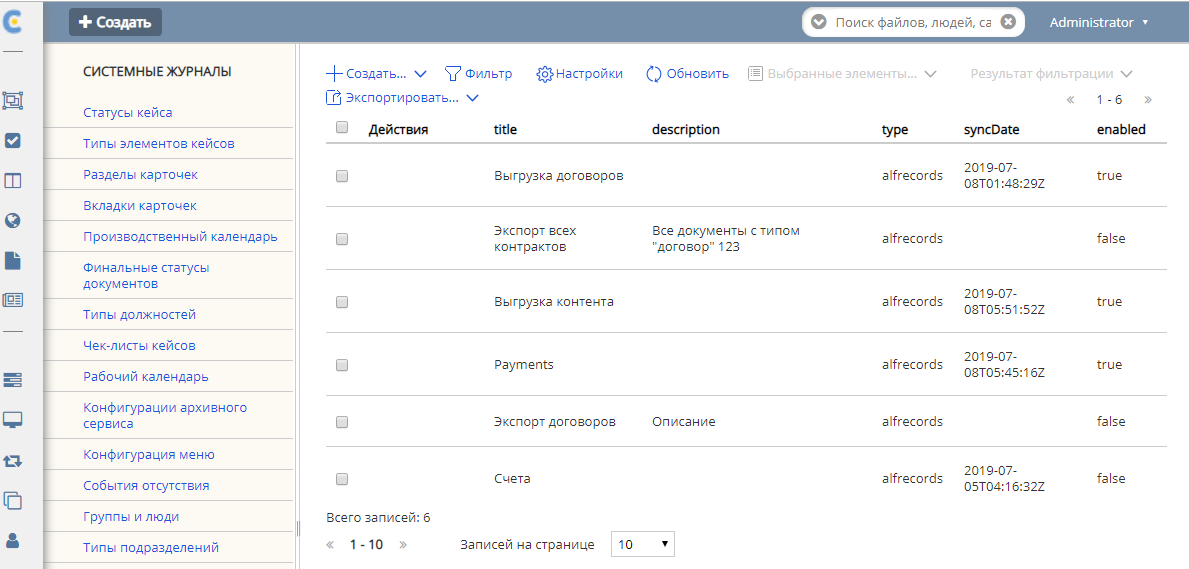 Создать
Поиск файлов, людей, са
Administrator
СИСТЕМНЫЕ ЖУРНАЛЫ
Статусы кейса
Типы элементов кейсов
Разделы карточек
Вкладки карточек
Производственный календарь
Финальные статусы
документов
Типы должностей
Чек-листы кейсов
Рабочий календарь
Конфигурации архивного
сервиса
Конфигурация меню
События отсутствия
Группы и люди
Типы подразделений
Создать... Фильтр Настройки Обновить Выбранные элементы... Результат фильтрации
Экспортировать... « 1 - 6 »
Действия title description type syncDate enabled
Выгрузка договоров alfrecords 2019-07-
08T01:48:29Z true
Экспорт всех
контрактов Все документы с типом
"договор" 123 alfrecords false
Выгрузка контента alfrecords 2019-07-
08T05:51:52Z true
Payments alfrecords 2019-07-
08T05:45:16Z true
Экспорт договоров Описание alfrecords false
Счета alfrecords 2019-07-
05T04:16:32Z false
Всего записей: 6
« 1 - 10 » Записей на странице 10